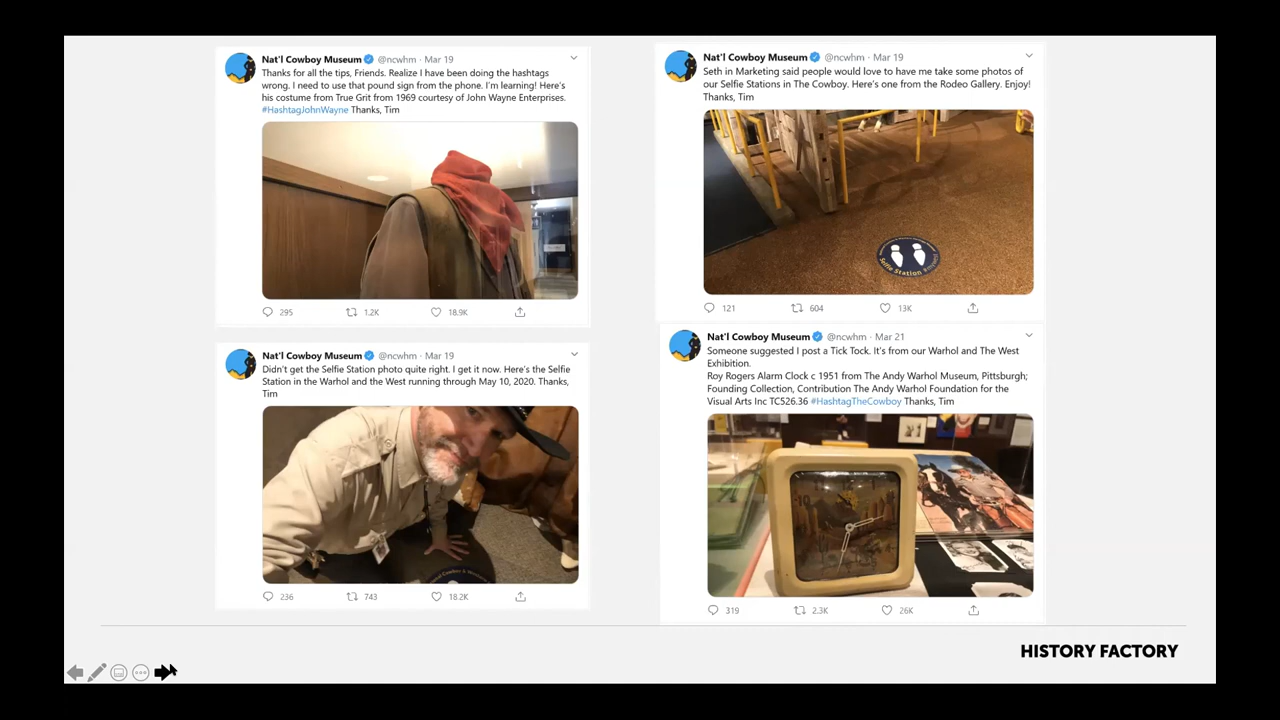 Nat'l Cowboy Museum @ncwhm · Mar 19
Thanks for all the tips, Friends. Realize I have been doing the hashtags
wrong. I need to use that pound sign from the phone. I'm learning! Here's
his costume from True Grit from 1969 courtesy of John Wayne Enterprises.
#HashtagJohnWayne Thanks, Tim
295 1.2K 18.9K
Nat'l Cowboy Museum @ncwhm · Mar 19
Seth in Marketing said people would love to have me take some photos of
our Selfie Stations in The Cowboy. Here's one from the Rodeo Gallery. Enjoy!
Thanks, Tim
Selfie Station
121 604 13K
Nat'l Cowboy Museum @ncwhm · Mar 19
Didn't get the Selfie Station photo quite right. I get it now. Here's the Selfie
Station in the Warhol and the West running through May 10, 2020. Thanks,
Tim
236 743 18.2K
Nat'l Cowboy Museum @ncwhm · Mar 21
Someone suggested I post a Tick Tock. It's from our Warhol and The West
Exhibition.
Roy Rogers Alarm Clock c 1951 from The Andy Warhol Museum, Pittsburgh;
Founding Collection, Contribution The Andy Warhol Foundation for the
Visual Arts Inc TC526.36 #HashtagTheCowboy Thanks, Tim
319 2.3K 26K
HISTORY FACTORY